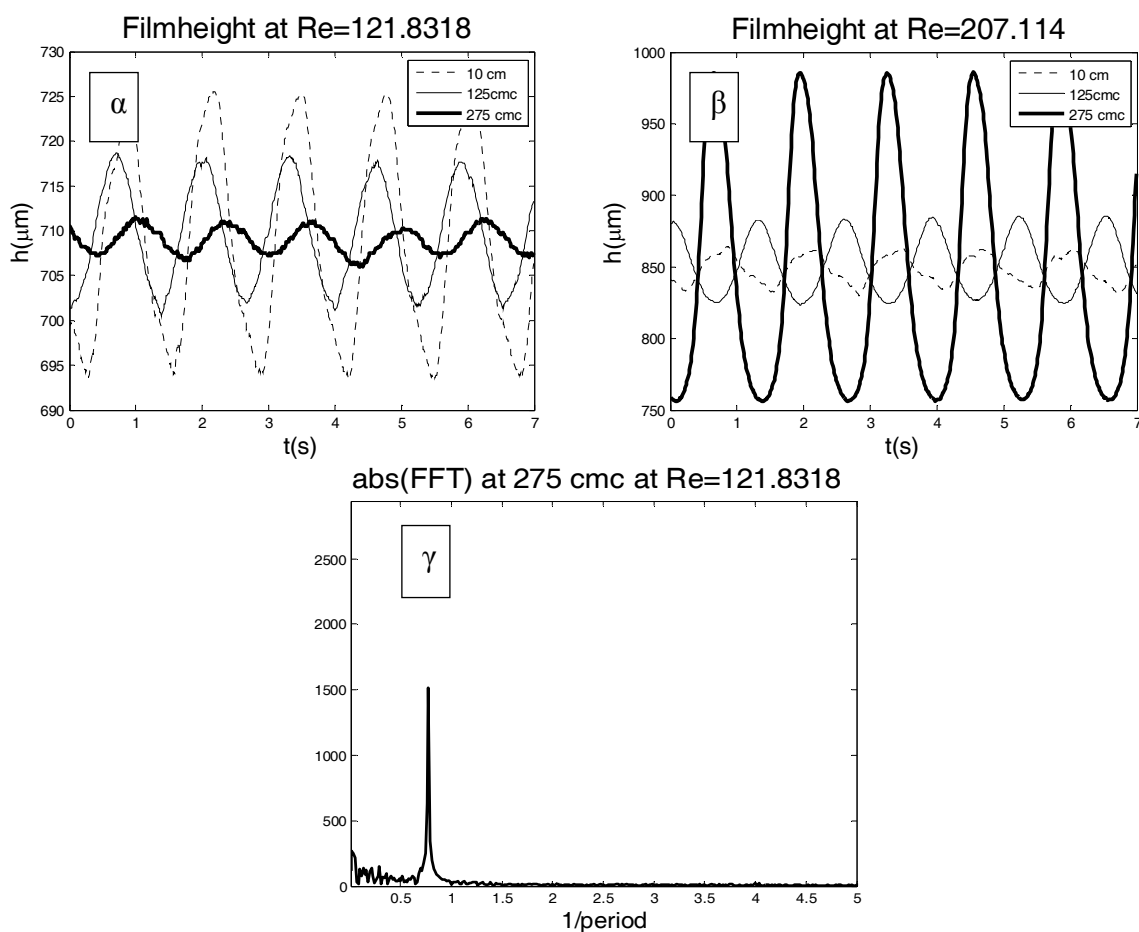 Filmheight at Re=121.8318
730
725
720
715
710
705
700
695
690
h(μm)
α
10 cm
125cmc
275 cmc
0 1 2 3 4 5 6 7
t(s)
Filmheight at Re=207.114
1000
950
900
850
800
750
h(μm)
β
10 cm
125cmc
275 cmc
0 1 2 3 4 5 6 7
t(s)
abs(FFT) at 275 cmc at Re=121.8318
2500
2000
1500
1000
500
0
γ
0.5 1 1.5 2 2.5 3 3.5 4 4.5 5
1/period